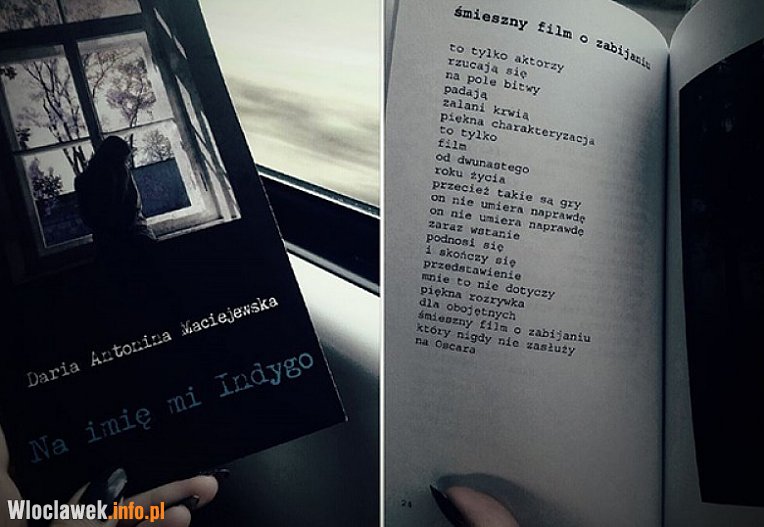 Daria Antonina Maciejewska
Na imię mi Indygo
Wloclawek.info.pl
śmieszny film o zabijaniu
to tylko aktorzy
rzucają się
na pole bitwy
padają
zalani krwią
piękna charakteryzacja
to tylko
film
od dwunastego
roku życia
przecież takie są gry
on nie umiera naprawdę
on nie umiera naprawdę
zaraz wstanie
podnosi się
i skończy się
przedstawienie
mnie to nie dotyczy
piękna rozrywka
dla obojętnych
śmieszny film o zabijaniu
który nigdy nie zasłuży
na Oscara
24